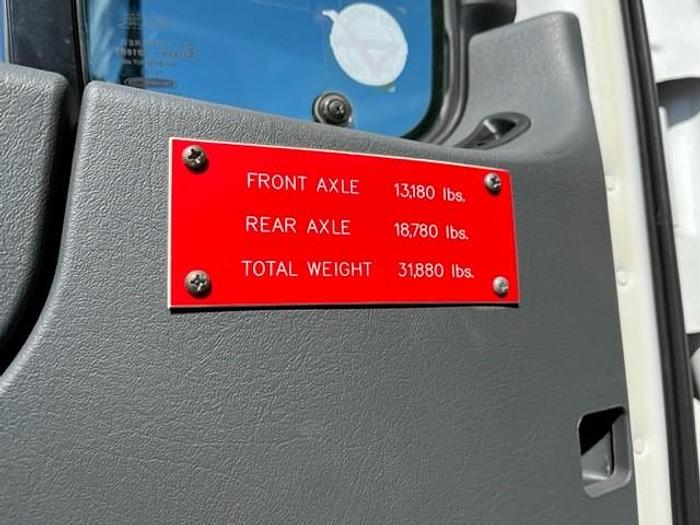 FRONT AXLE 13,180 lbs.
REAR AXLE 18,780 lbs.
TOTAL WEIGHT 31,880 lbs.